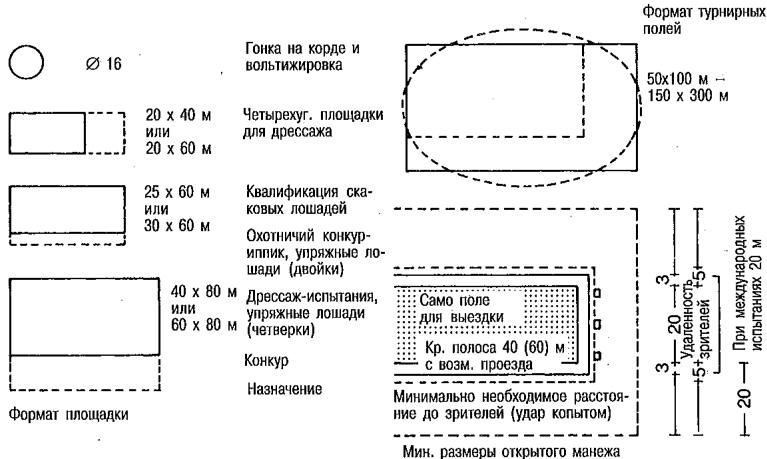 Ø 16
Гонка на корде и
вольтижировка
20 x 40 м
или
20 x 60 м
Четырехуг. площадки
для дрессажа
25 x 60 м
или
30 x 60 м
Квалификация ска-
ковых лошадей
Охотничий конкур-
иппик, упряжные ло-
шади (двойки)
40 x 80 м
или
60 x 80 м
Дрессаж-испытания,
упряжные лошади
(четверки)
Конкур
Назначение
Формат площадки
Формат турнирных
полей
50x100 м –
150 x 300 м
Само поле
для выездки
Кр. полоса 40 (60) м
с возм. проезда
Минимально необходимое расстоя-
ние до зрителей (удар копытом)
Мин. размеры открытого манежа
3
20
3
5
5
Удаленность
зрителей
При международных
испытаниях 20 м
20